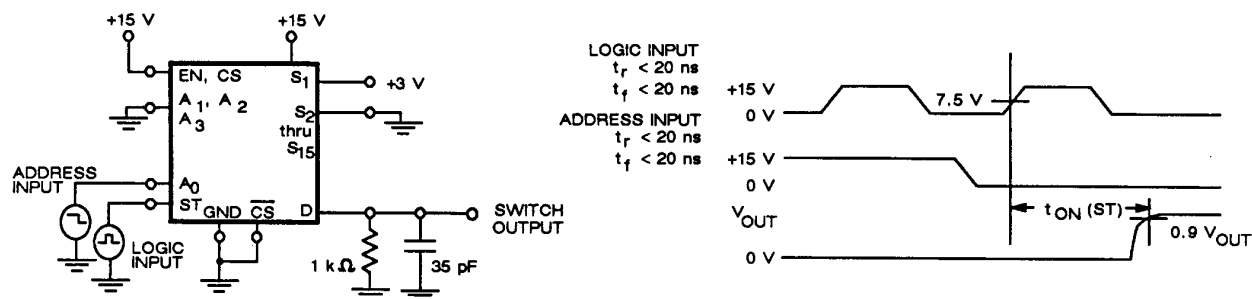 +15 V
+15 V
EN, CS
S1
+3 V
A1, A2
A3
S2
thru
S15
ADDRESS
INPUT
A0
ST
GND
CS
D
SWITCH
OUTPUT
LOGIC
INPUT
1 kΩ
35 pF
LOGIC INPUT
tr < 20 ns
tf < 20 ns
ADDRESS INPUT
tr < 20 ns
tf < 20 ns
+15 V
0 V
7.5 V
+15 V
0 V
VOUT
0 V
tON (ST)
0.9 VOUT